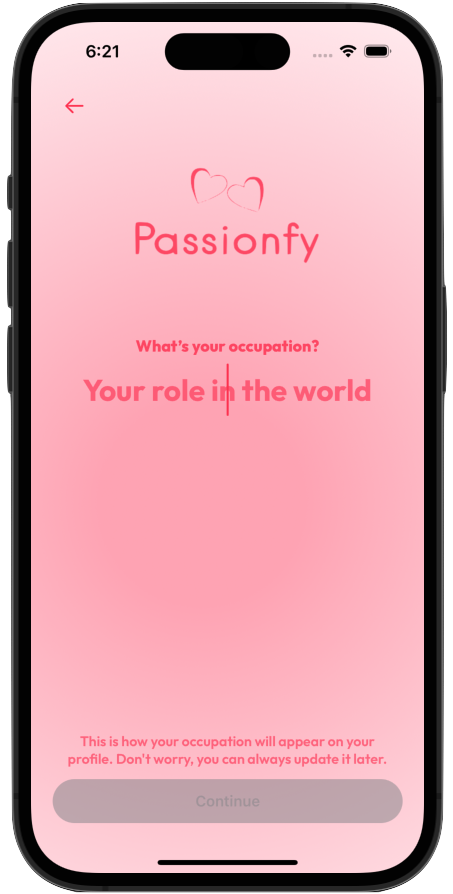 6:21
Passionfy
What's your occupation?
Your role in the world
This is how your occupation will appear on your
profile. Don't worry, you can always update it later.
Continue